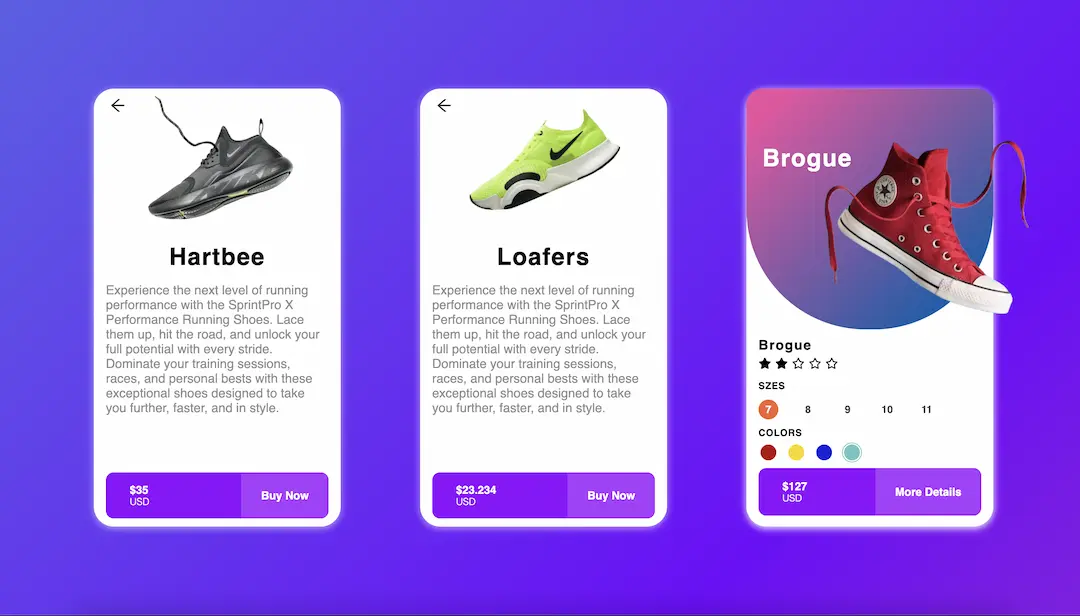 Hartbee
Experience the next level of running
performance with the SprintPro X
Performance Running Shoes. Lace
them up, hit the road, and unlock your
full potential with every stride.
Dominate your training sessions,
races, and personal bests with these
exceptional shoes designed to take
you further, faster, and in style.
$35
USD
Buy Now
Loafers
Experience the next level of running
performance with the SprintPro X
Performance Running Shoes. Lace
them up, hit the road, and unlock your
full potential with every stride.
Dominate your training sessions,
races, and personal bests with these
exceptional shoes designed to take
you further, faster, and in style.
$23.234
USD
Buy Now
Brogue
Brogue
SZES
7 8 9 10 11
COLORS
$127
USD
More Details